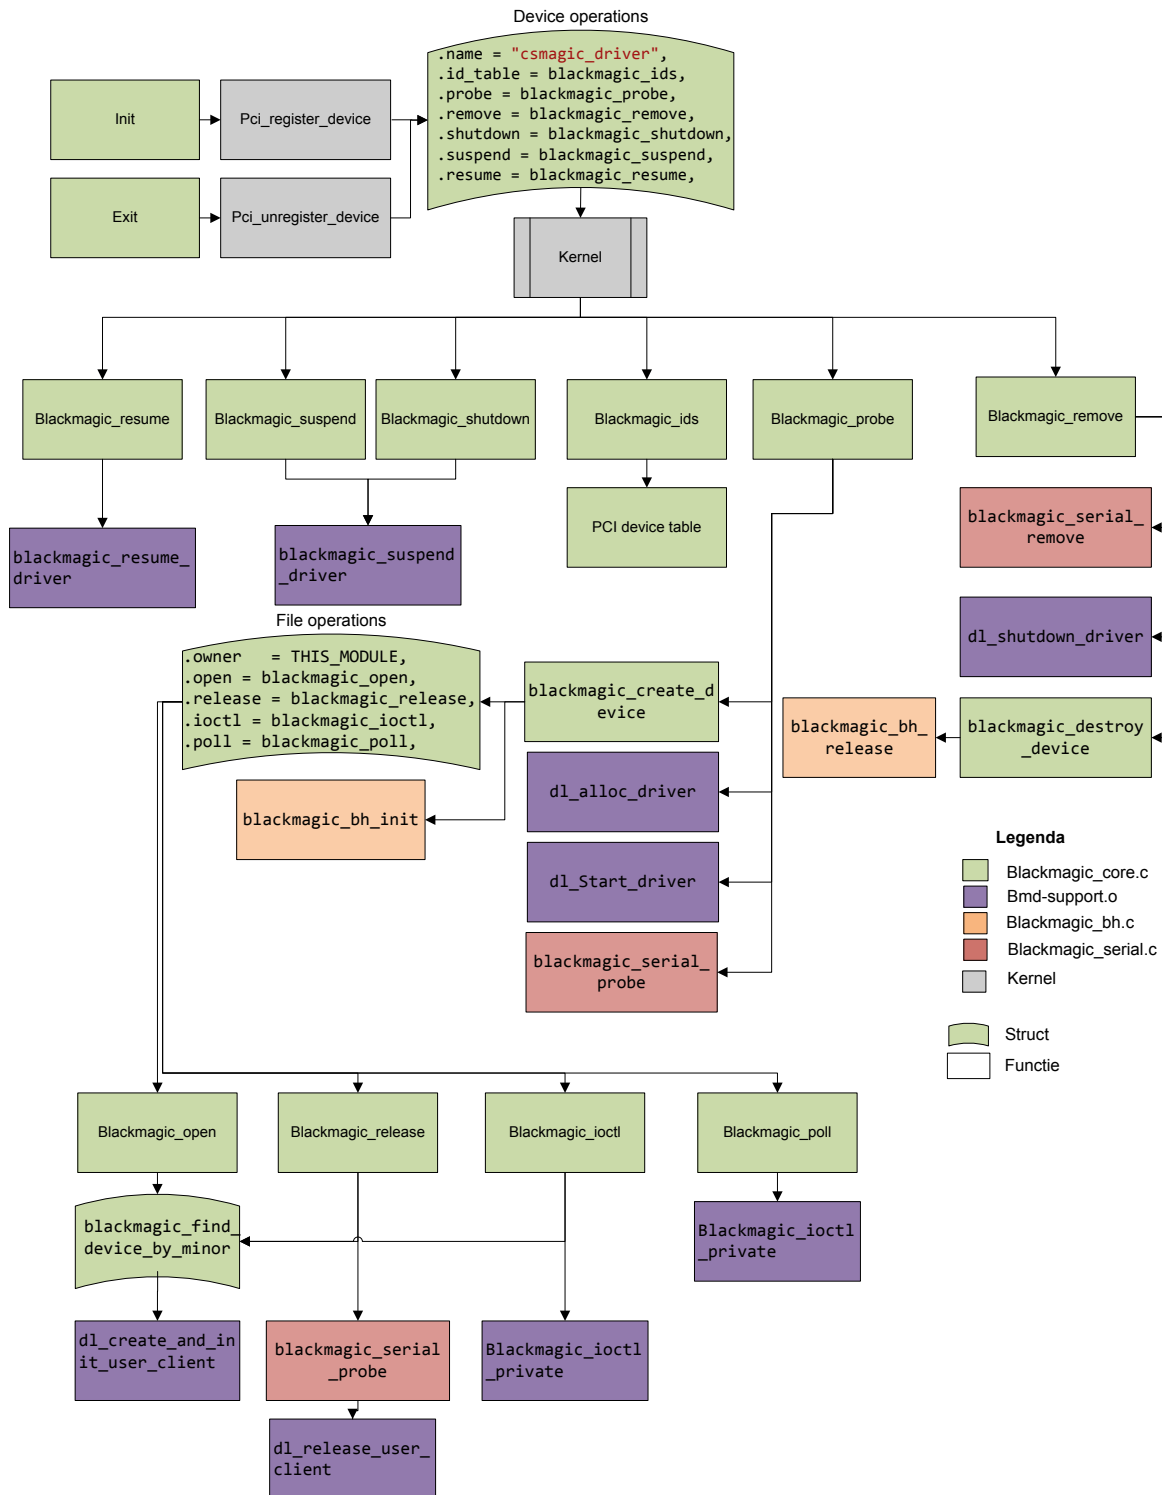 Device operations
.name = "csmagic_driver",
.id_table = blackmagic_ids,
.probe = blackmagic_probe,
.remove = blackmagic_remove,
.shutdown = blackmagic_shutdown,
.suspend = blackmagic_suspend,
.resume = blackmagic_resume,
Init
Pci_register_device
Exit
Pci_unregister_device
Kernel
Blackmagic_resume
Blackmagic_suspend
Blackmagic_shutdown
Blackmagic_ids
Blackmagic_probe
Blackmagic_remove
blackmagic_resume_
driver
blackmagic_suspend
_driver
PCI device table
blackmagic_serial_
remove
dl_shutdown_driver
File operations
.owner   = THIS_MODULE,
.open = blackmagic_open,
.release = blackmagic_release,
.ioctl = blackmagic_ioctl,
.poll = blackmagic_poll,
blackmagic_create_d
evice
blackmagic_bh_
release
blackmagic_destroy
_device
blackmagic_bh_init
dl_alloc_driver
dl_Start_driver
blackmagic_serial_
probe
Legenda
Blackmagic_core.c
Bmd-support.o
Blackmagic_bh.c
Blackmagic_serial.c
Kernel
Struct
Functie
Blackmagic_open
Blackmagic_release
Blackmagic_ioctl
Blackmagic_poll
blackmagic_find_
device_by_minor
Blackmagic_ioctl
_private
dl_create_and_in
it_user_client
blackmagic_serial
_probe
Blackmagic_ioctl
_private
dl_release_user_
client